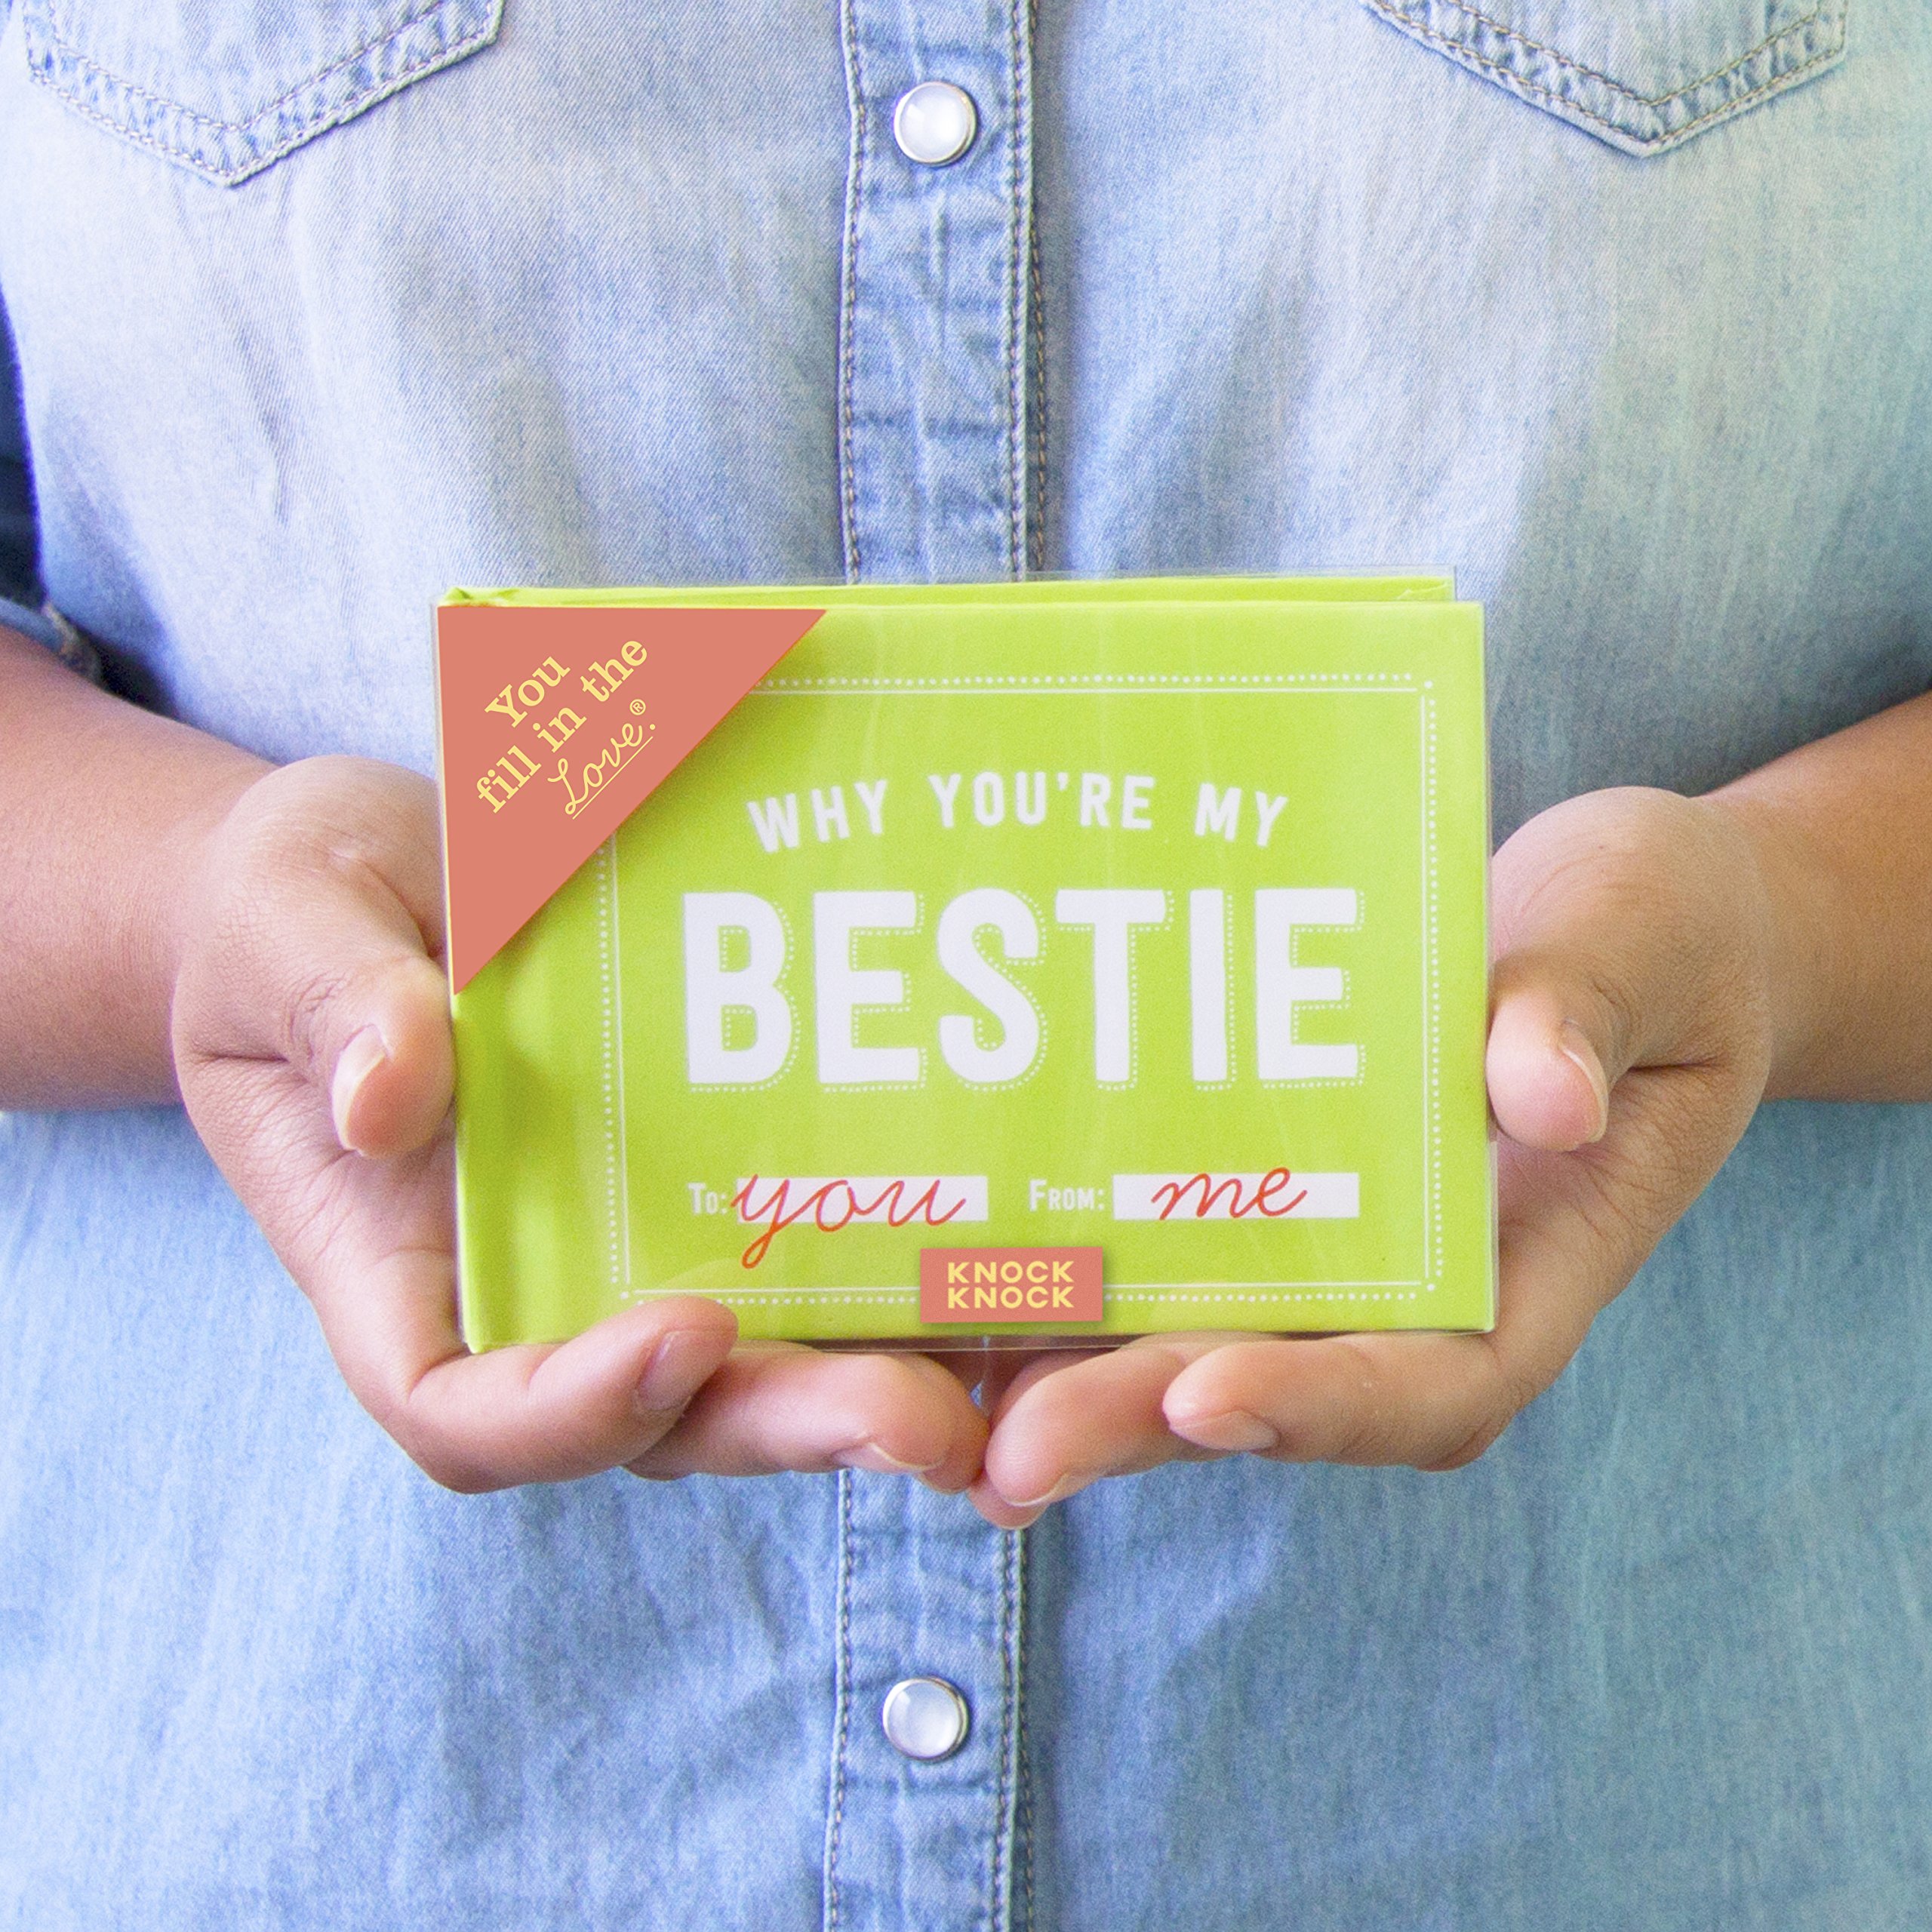 You
fill in the
Love.®
WHY YOU'RE MY
BESTIE
To: you From: me
KNOCK
KNOCK